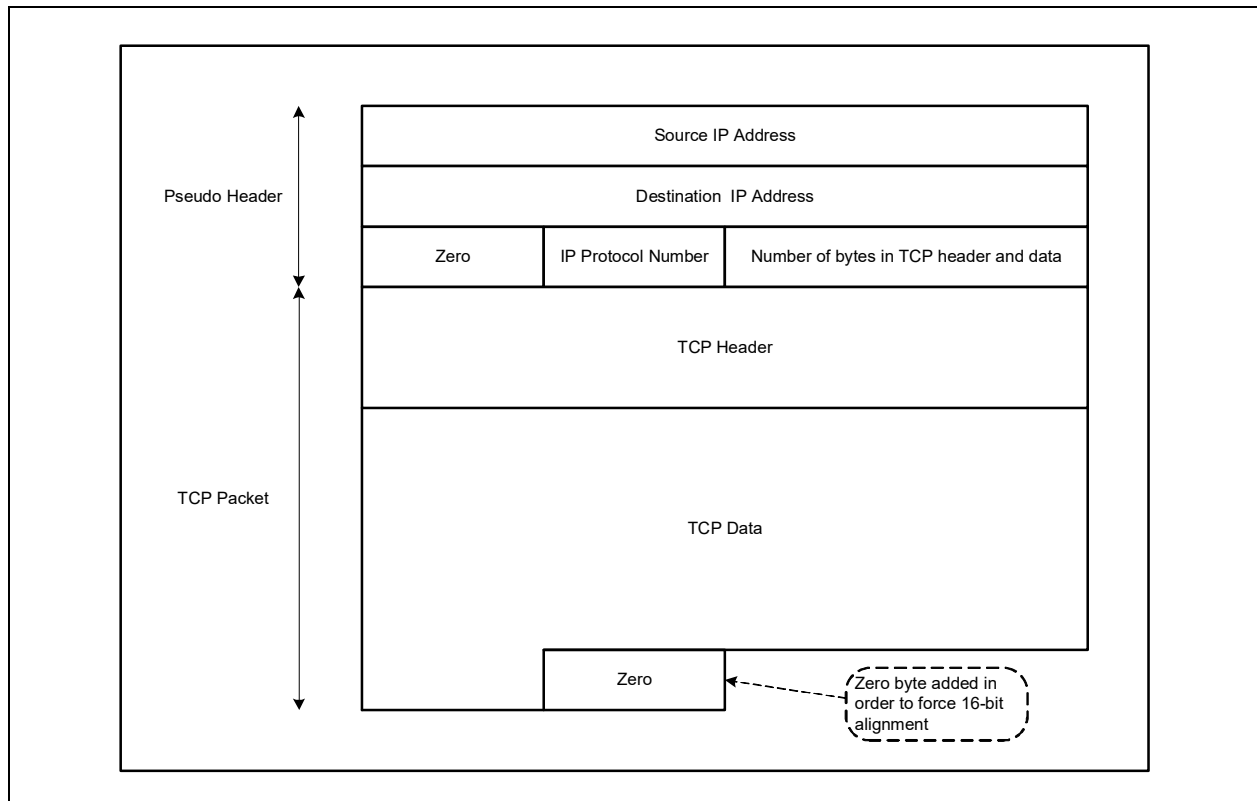 Source IP Address
Pseudo Header
Destination IP Address
Zero
IP Protocol Number
Number of bytes in TCP header and data
TCP Header
TCP Packet
TCP Data
Zero
Zero byte added in
order to force 16-bit
alignment